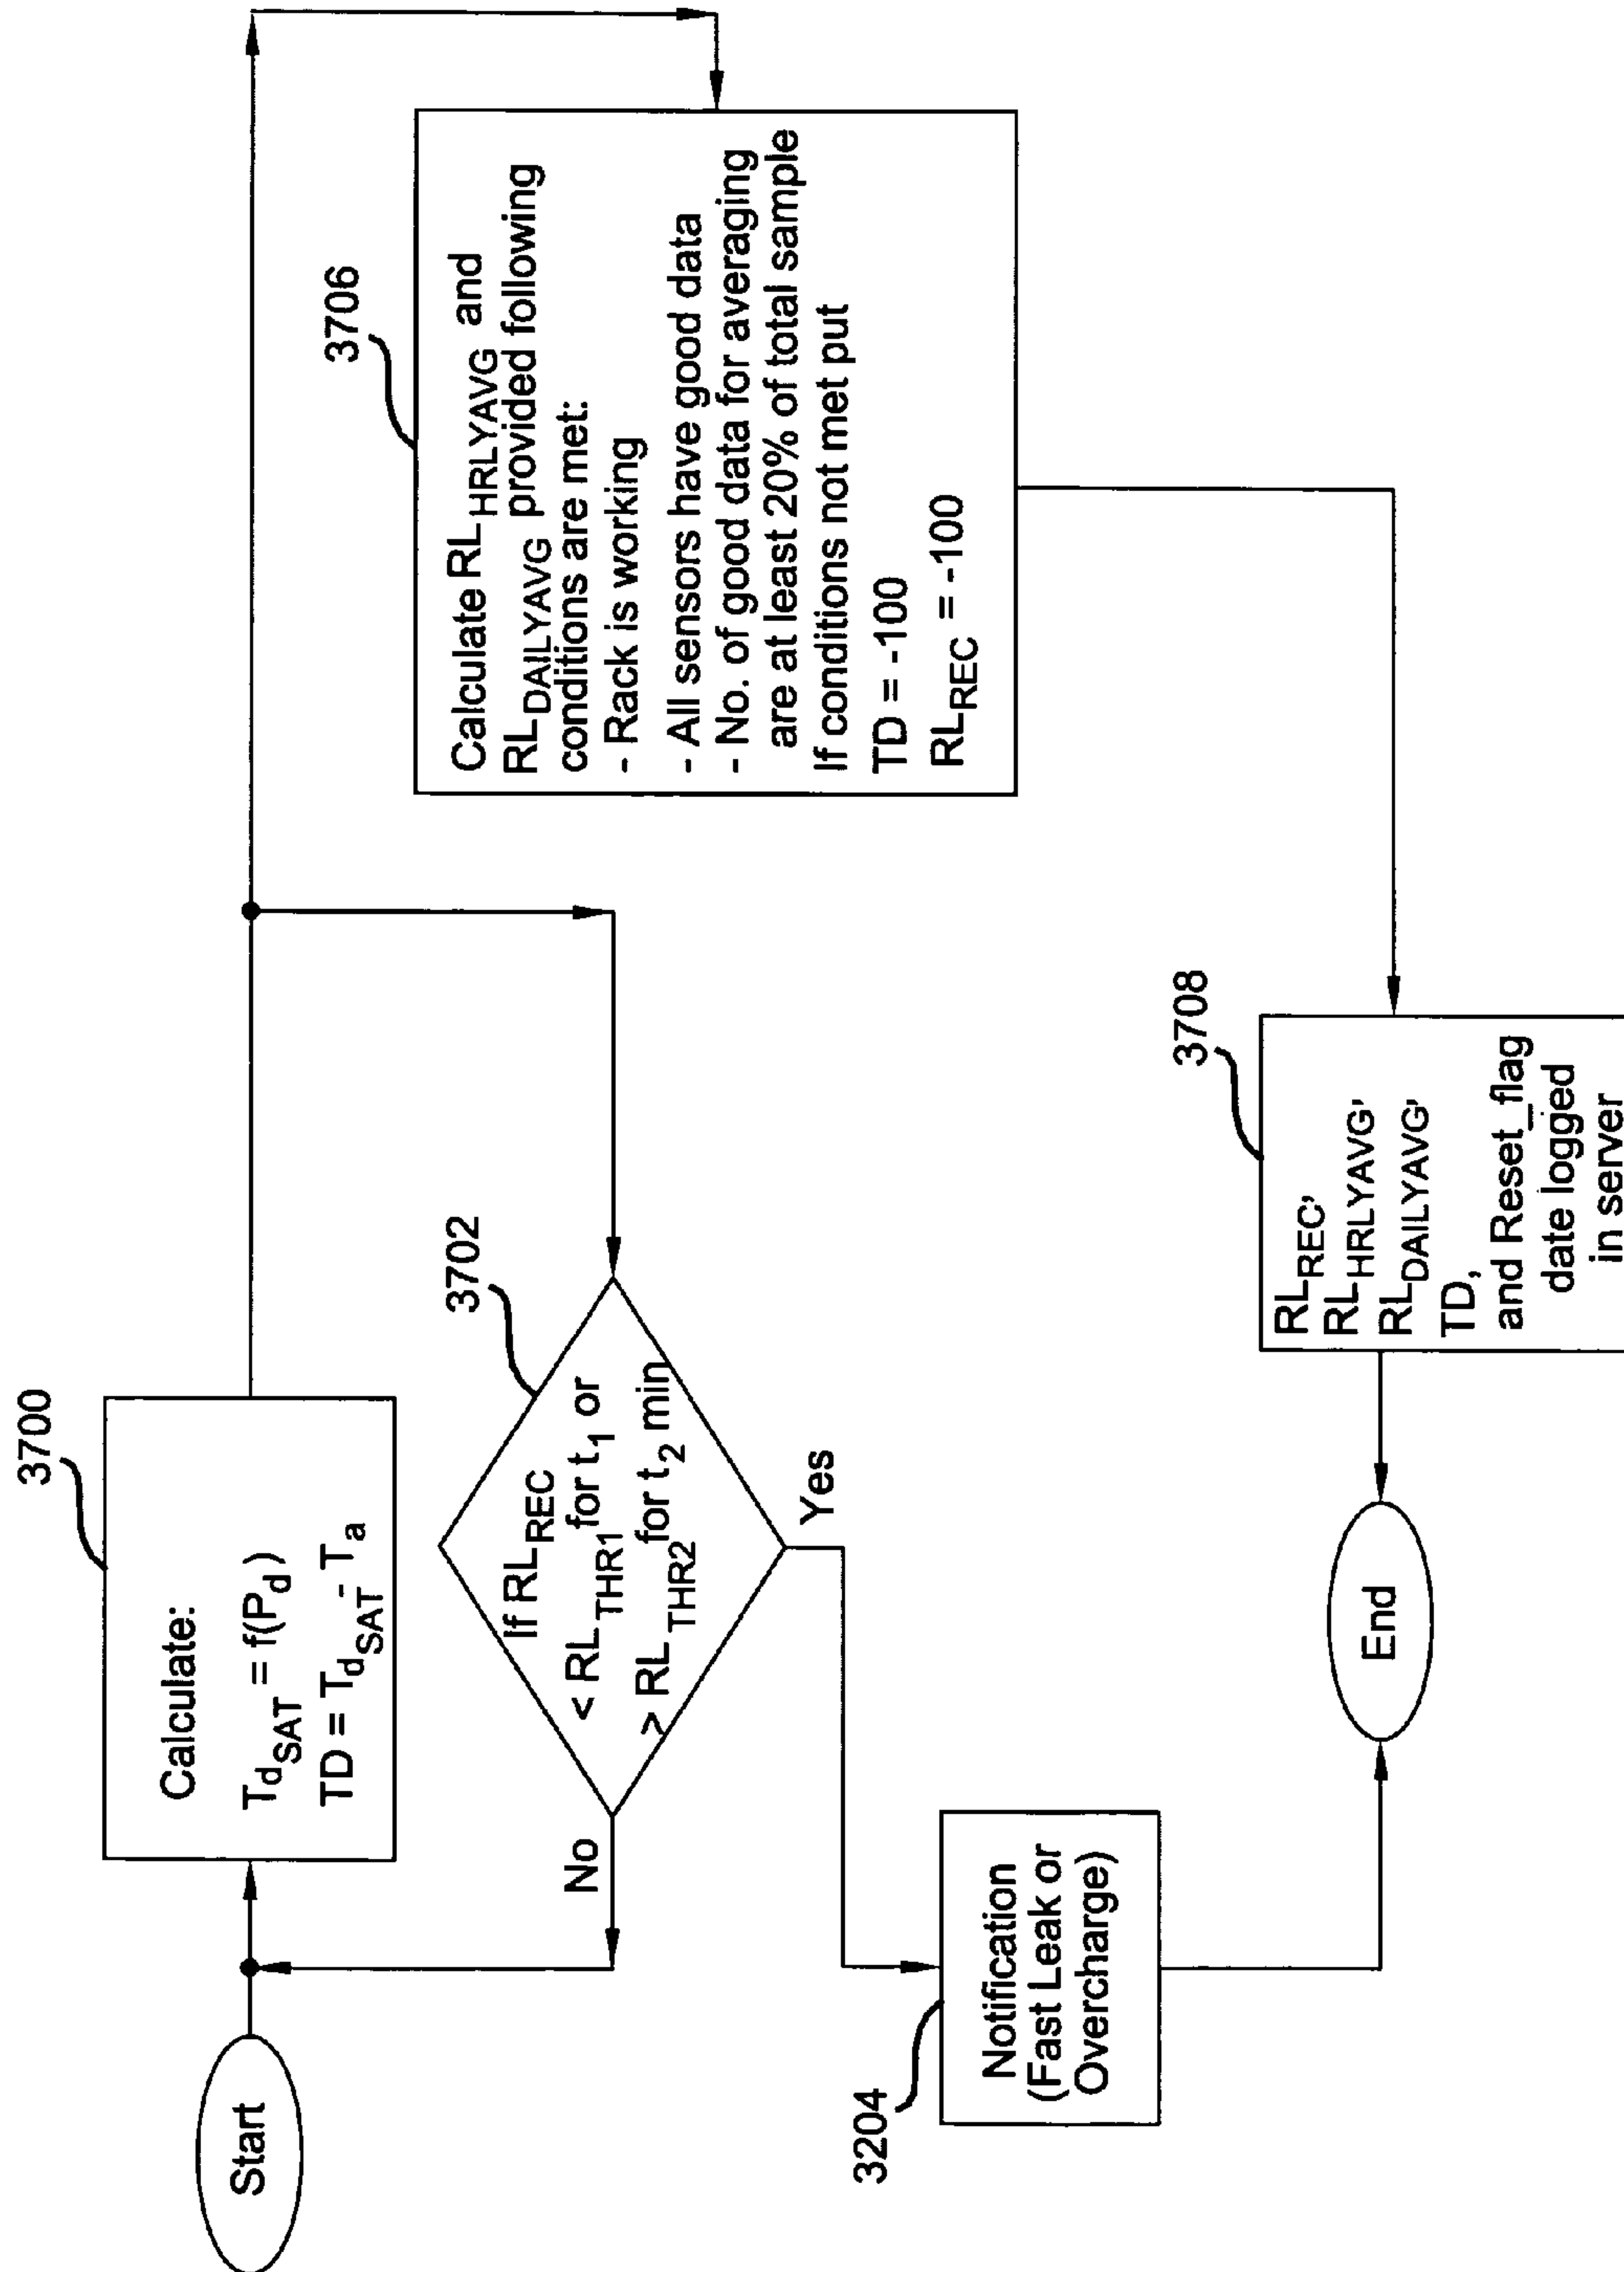 Start
3700
Calculate:
T_dSAT = f(P_d)
TD = T_dSAT - T_a
3702
If RL_REC
< RL_THR1 for t_1 or
> RL_THR2 for t_2 min
No
Yes
3204
Notification
(Fast Leak or
Overcharge)
3706
Calculate RL_HRLYAVG and
RL_DAILYAVG provided following
conditions are met:
- Rack is working
- All sensors have good data
- No. of good data for averaging
are at least 20% of total sample
If conditions not met put
TD = -100
RL_REC = -100
3708
RL_REC,
RL_HRLYAVG,
RL_DAILYAVG,
TD,
and Reset_flag
date logged
in server
End